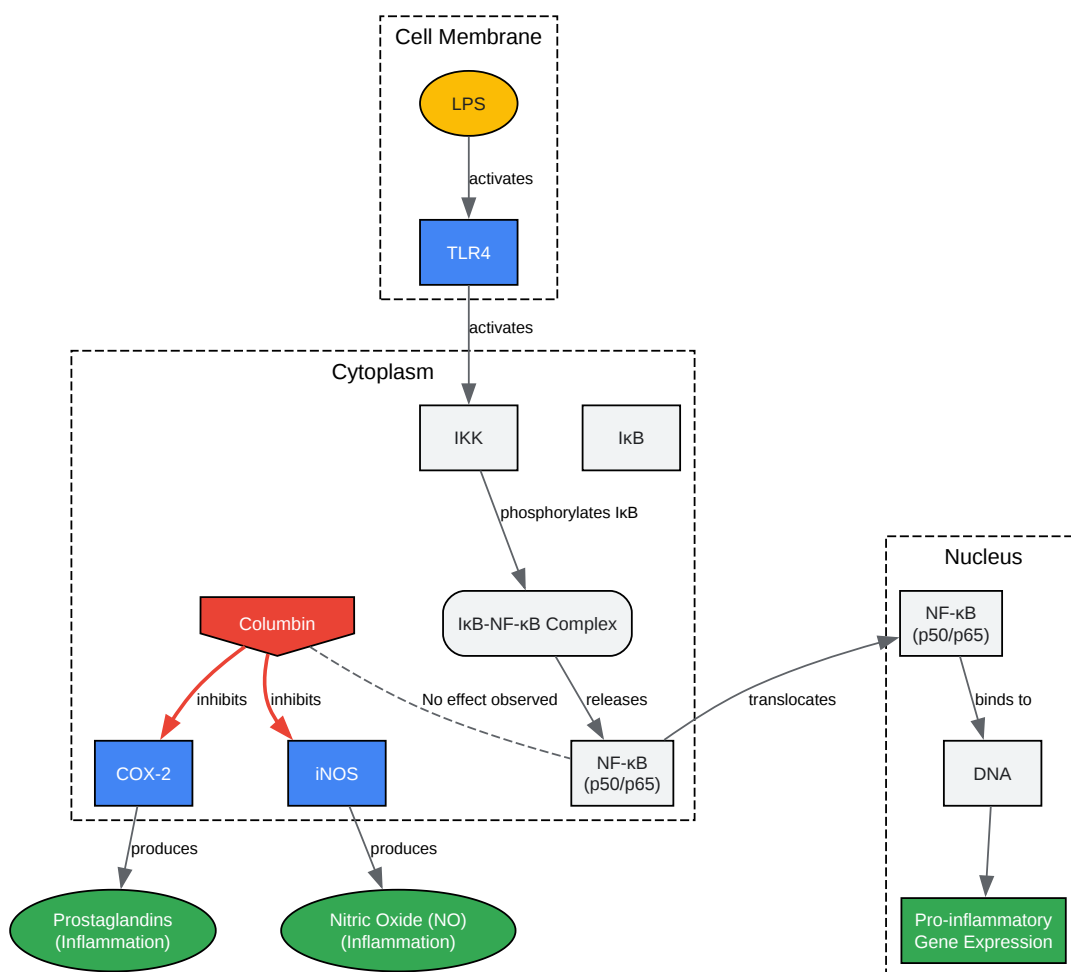 Cell Membrane
LPS
activates
TLR4
activates
Cytoplasm
IKK
IκB
phosphorylates IκB
Nucleus
Columbin
IκB-NF-κB Complex
NF-κB
(p50/p65)
inhibits
inhibits
No effect observed
releases
translocates
binds to
COX-2
iNOS
NF-κB
(p50/p65)
DNA
produces
produces
Prostaglandins
(Inflammation)
Nitric Oxide (NO)
(Inflammation)
Pro-inflammatory
Gene Expression